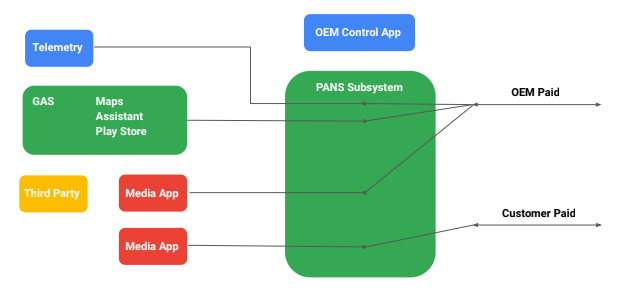 OEM Control App
Telemetry
PANS Subsystem
GAS
Maps
Assistant
Play Store
OEM Paid
Third Party
Media App
Customer Paid
Media App